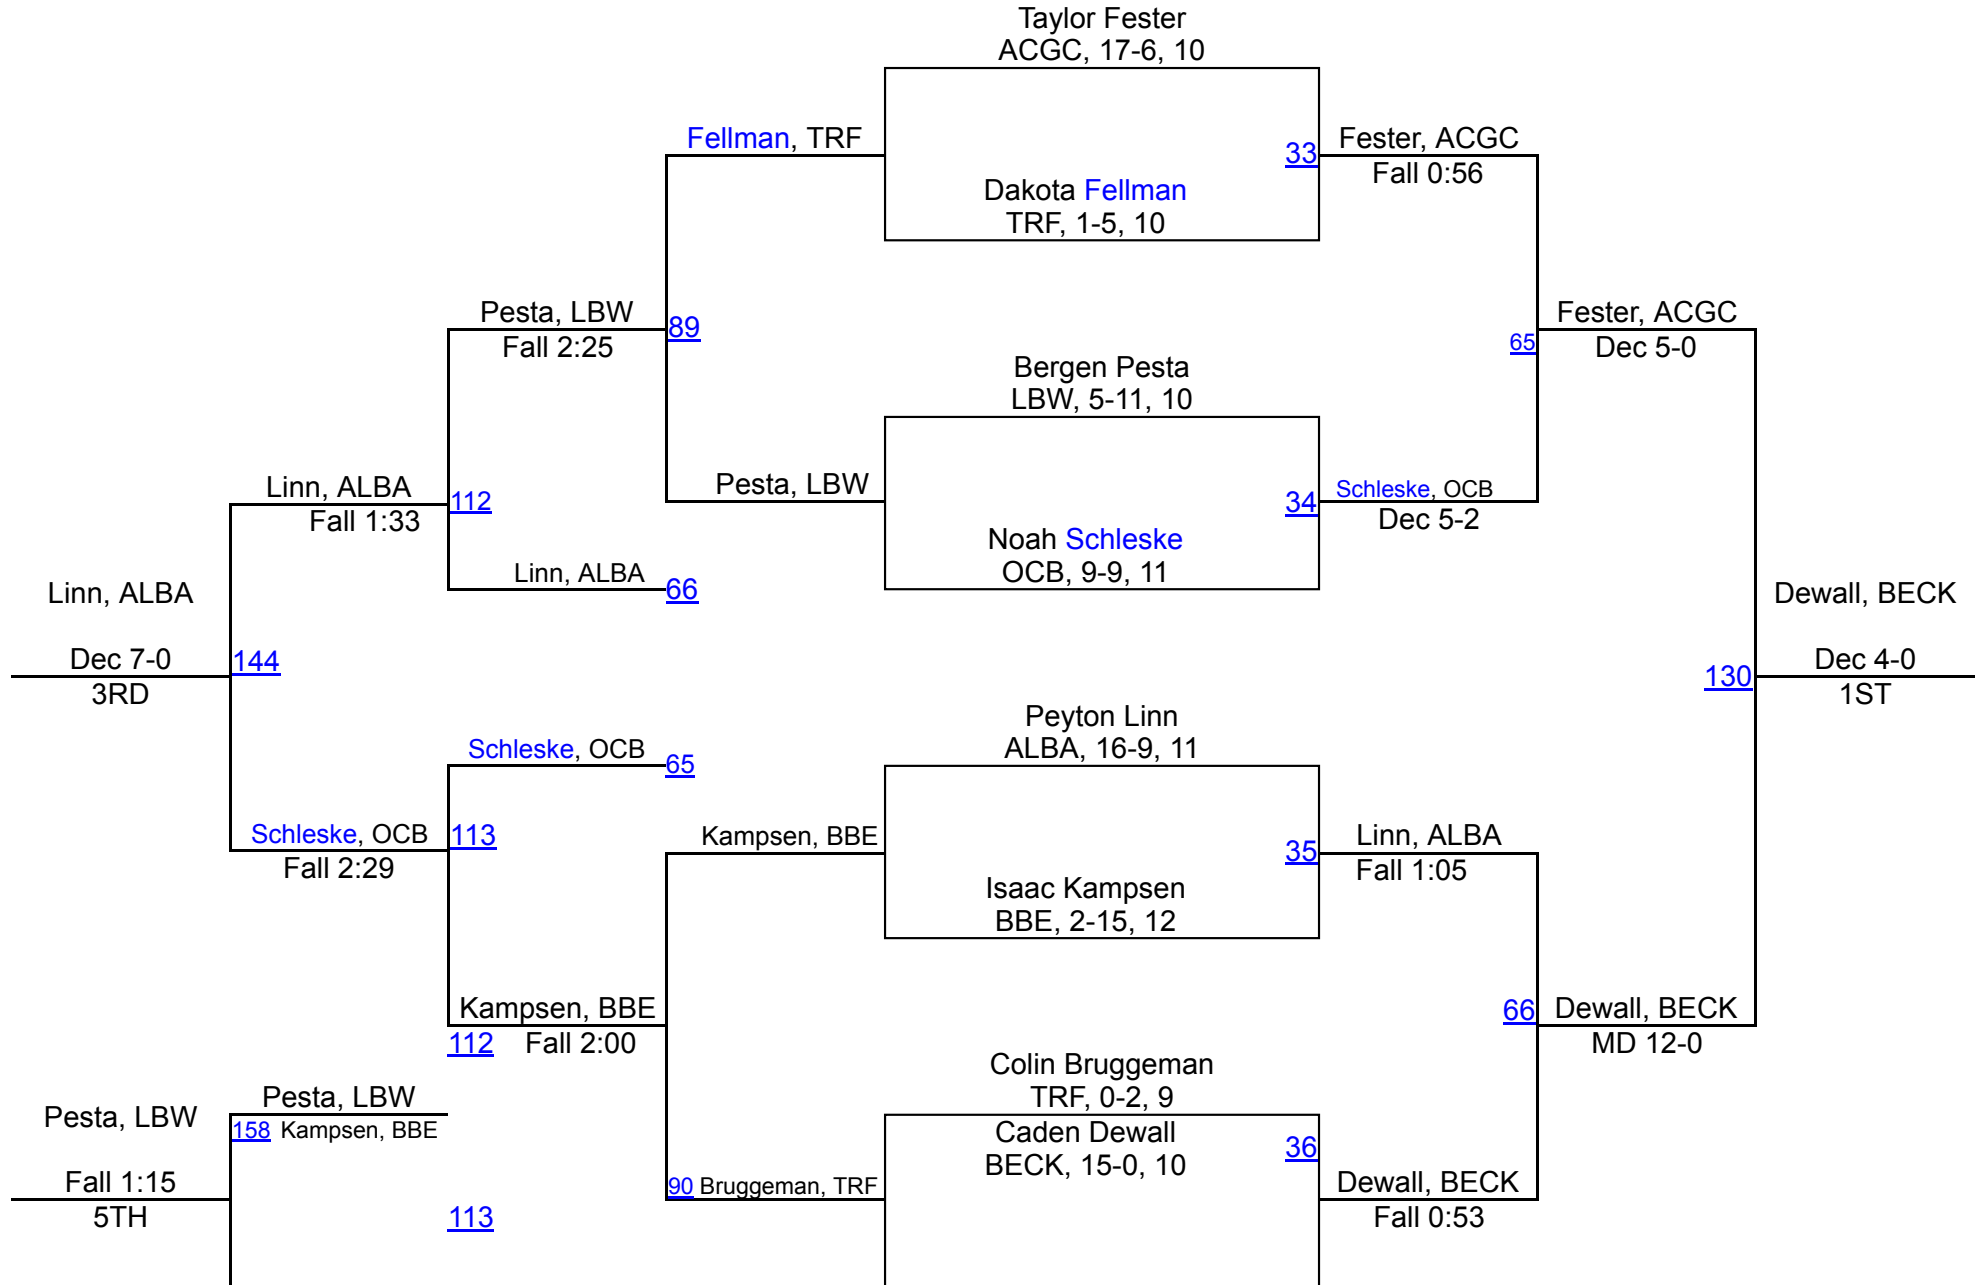 Taylor Fester
ACGC, 17-6, 10
Fellman, TRF
33
Fester, ACGC
Fall 0:56
Dakota Fellman
TRF, 1-5, 10
Pesta, LBW
Fall 2:25
89
Fester, ACGC
Dec 5-0
65
Bergen Pesta
LBW, 5-11, 10
Linn, ALBA
Fall 1:33
112
Pesta, LBW
34
Schleske, OCB
Dec 5-2
Noah Schleske
OCB, 9-9, 11
Linn, ALBA
66
Linn, ALBA
Dec 7-0
3RD
144
Dewall, BECK
Dec 4-0
1ST
130
Peyton Linn
ALBA, 16-9, 11
Schleske, OCB
65
Schleske, OCB
Fall 2:29
113
Kampsen, BBE
35
Linn, ALBA
Fall 1:05
Isaac Kampsen
BBE, 2-15, 12
Kampsen, BBE
Fall 2:00
112
66
Dewall, BECK
MD 12-0
Colin Bruggeman
TRF, 0-2, 9
Caden Dewall
BECK, 15-0, 10
36
Pesta, LBW
Pesta, LBW
158 Kampsen, BBE
Fall 1:15
5TH
113
90 Bruggeman, TRF
Dewall, BECK
Fall 0:53